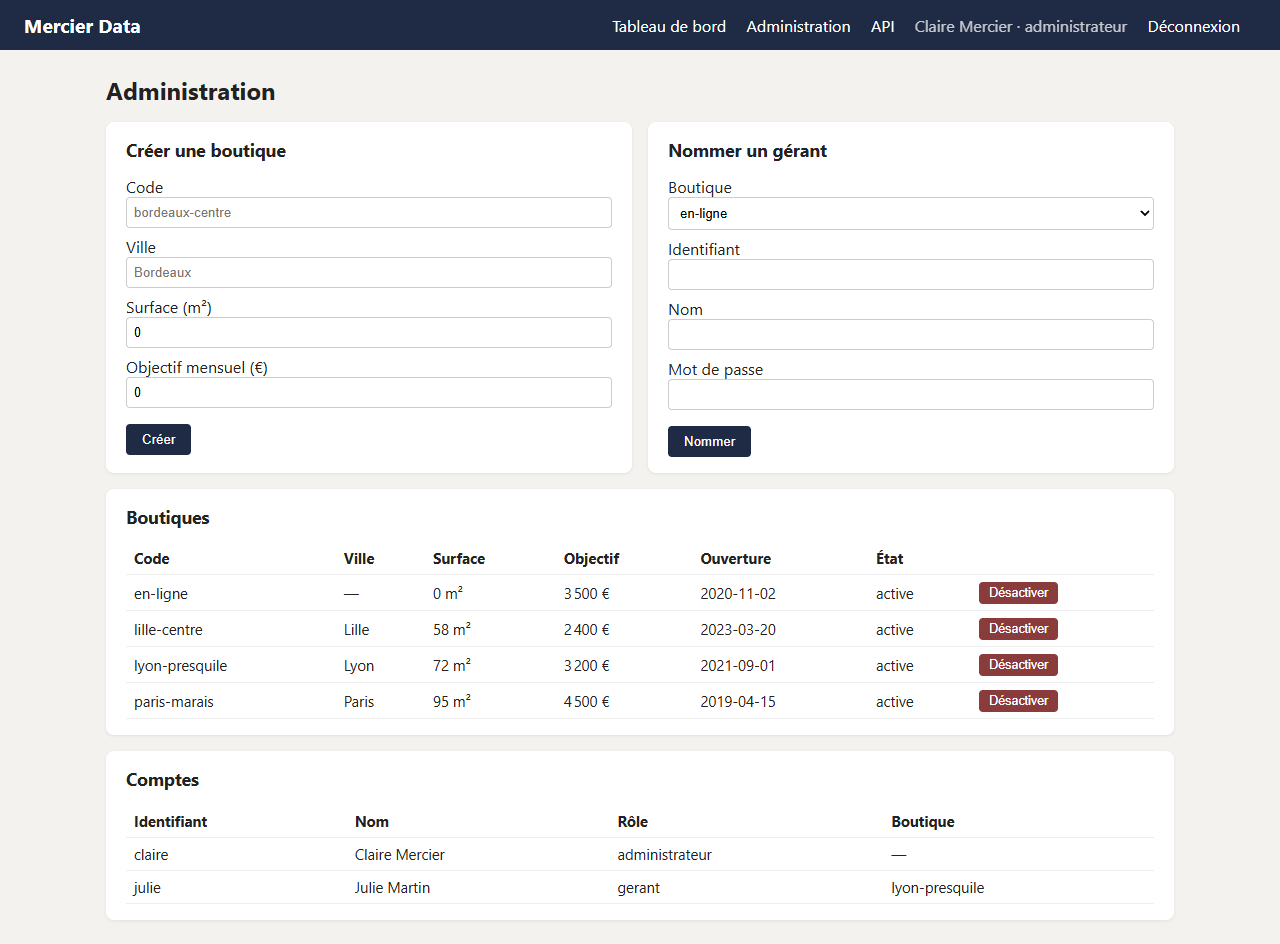 Mercier Data Tableau de bord Administration API Claire Mercier · administrateur Déconnexion
Administration
Créer une boutique
Code
bordeaux-centre
Ville
Bordeaux
Surface (m²)
0
Objectif mensuel (€)
0
Créer
Nommer un gérant
Boutique
en-ligne
Identifiant
Nom
Mot de passe
Nommer
Boutiques
Code Ville Surface Objectif Ouverture État
en-ligne — 0 m² 3 500 € 2020-11-02 active Désactiver
lille-centre Lille 58 m² 2 400 € 2023-03-20 active Désactiver
lyon-presquile Lyon 72 m² 3 200 € 2021-09-01 active Désactiver
paris-marais Paris 95 m² 4 500 € 2019-04-15 active Désactiver
Comptes
Identifiant Nom Rôle Boutique
claire Claire Mercier administrateur —
julie Julie Martin gerant lyon-presquile